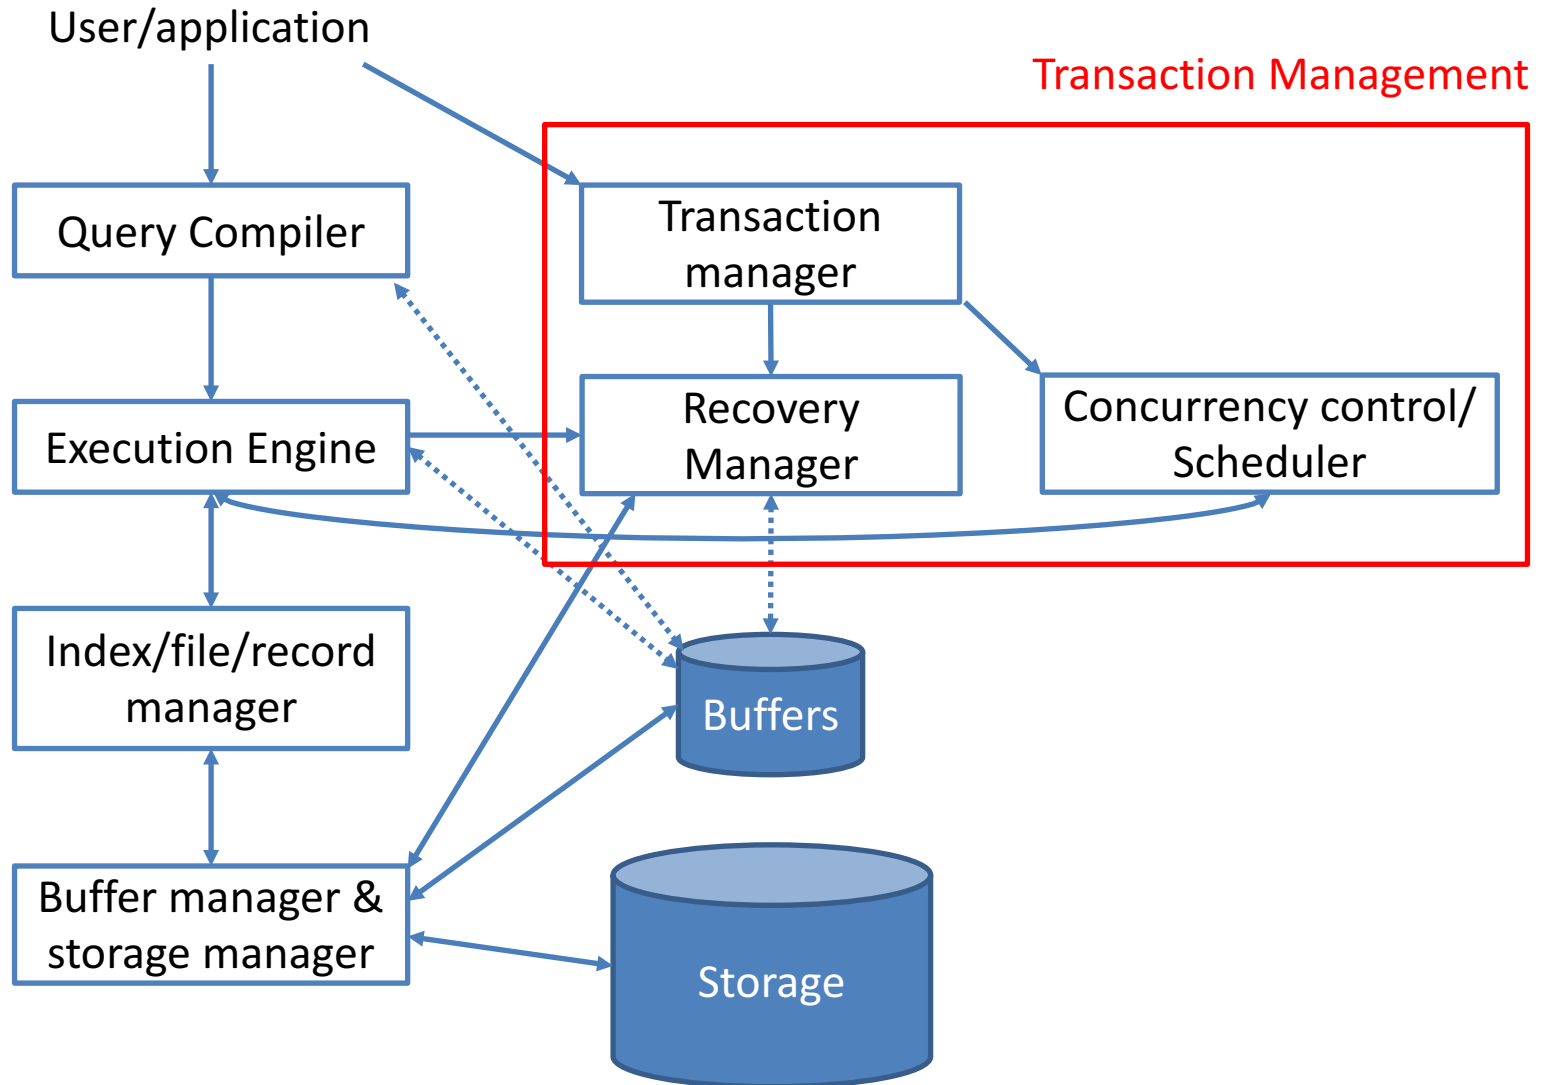 User/application
Transaction Management
Query Compiler
Transaction
manager
Execution Engine
Recovery
Manager
Concurrency control/
Scheduler
Index/file/record
manager
Buffers
Buffer manager &
storage manager
Storage